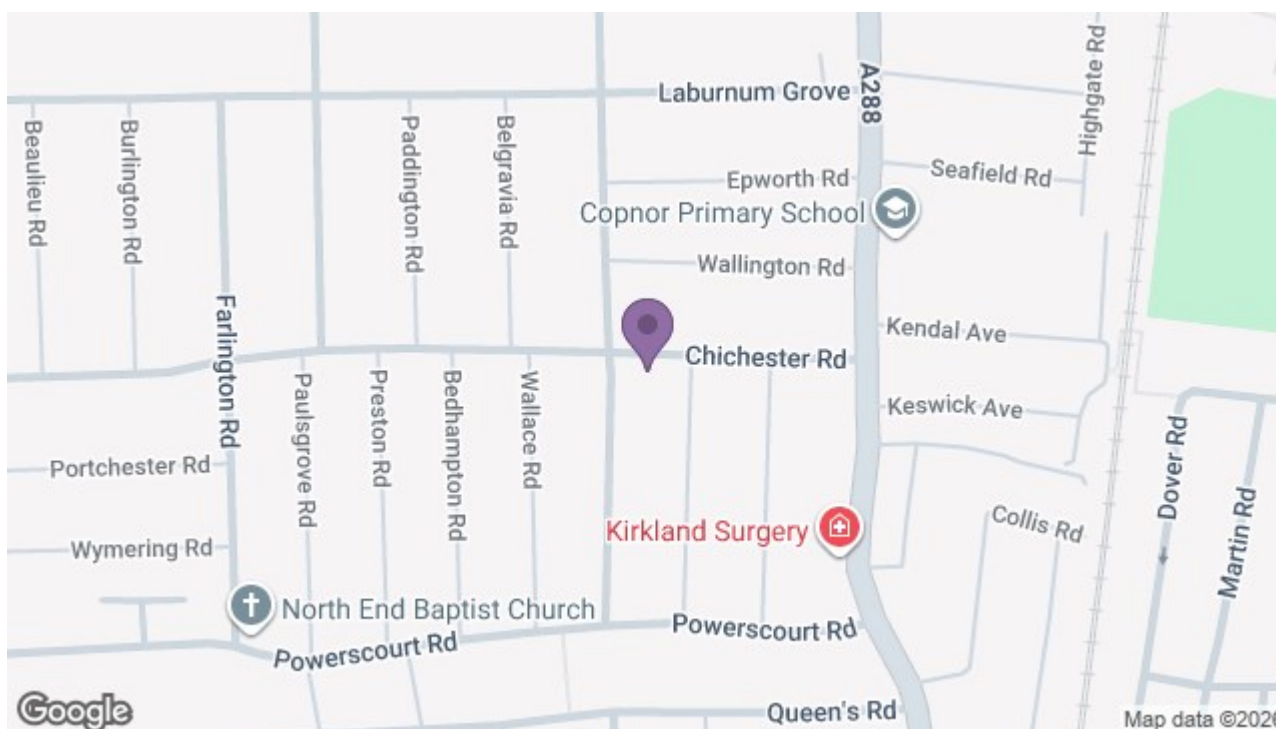 Laburnum Grove
A288
Highgate Rd
Beaulieu Rd
Burlington Rd
Paddington Rd
Belgravia Rd
Epworth Rd
Seafield Rd
Copnor Primary School
Wallington Rd
Farlington Rd
Kendal Ave
Chichester Rd
Paulsgrove Rd
Preston Rd
Bedhampton Rd
Wallace Rd
Keswick Ave
Dover Rd
Martin Rd
Portchester Rd
Kirkland Surgery
Collis Rd
Wymering Rd
North End Baptist Church
Powerscourt Rd
Powerscourt Rd
Queen's Rd
Google
Map data ©2026